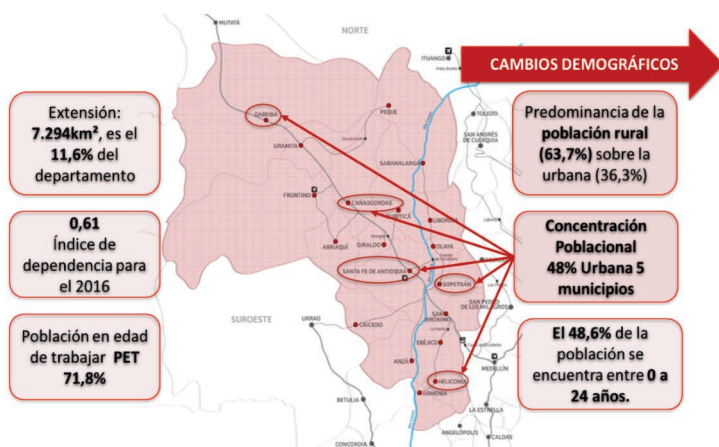 MUTATÁ
NORTE
ITUANGO
CAMBIOS DEMOGRÁFICOS
Extensión:
7.294km², es el
11,6% del
departamento
0,61
Índice de
dependencia para
el 2016
Población en edad
de trabajar PET
71,8%
DABEIBA
PEQUE
URAMITA
SABANALARGA
FRONTINO
CAÑASGORDAS
BURITICÁ
LIBORINA
ABRIAQUÍ
GIRALDO
OLAYA
SANTA FE DE ANTIOQUIA
SOPETRÁN
SUROESTE
URRAO
CAICEDO
SAN
JERÓNIMO
EBÉJICO
ANZÁ
HELICONIA
ARMENIA
BETULIA
CONCORDIA
TOLEDO
SAN ANDRÉS
DE CUERQUIA
SAN PEDRO
DE LOS MILAGROS
MEDELLÍN
LA ESTRELLA
ANGELÓPOLIS
CALDAS
Predominancia de la
población rural
(63,7%) sobre la
urbana (36,3%)
Concentración
Poblacional
48% Urbana 5
municipios
El 48,6% de la
población se
encuentra entre 0 a
24 años.